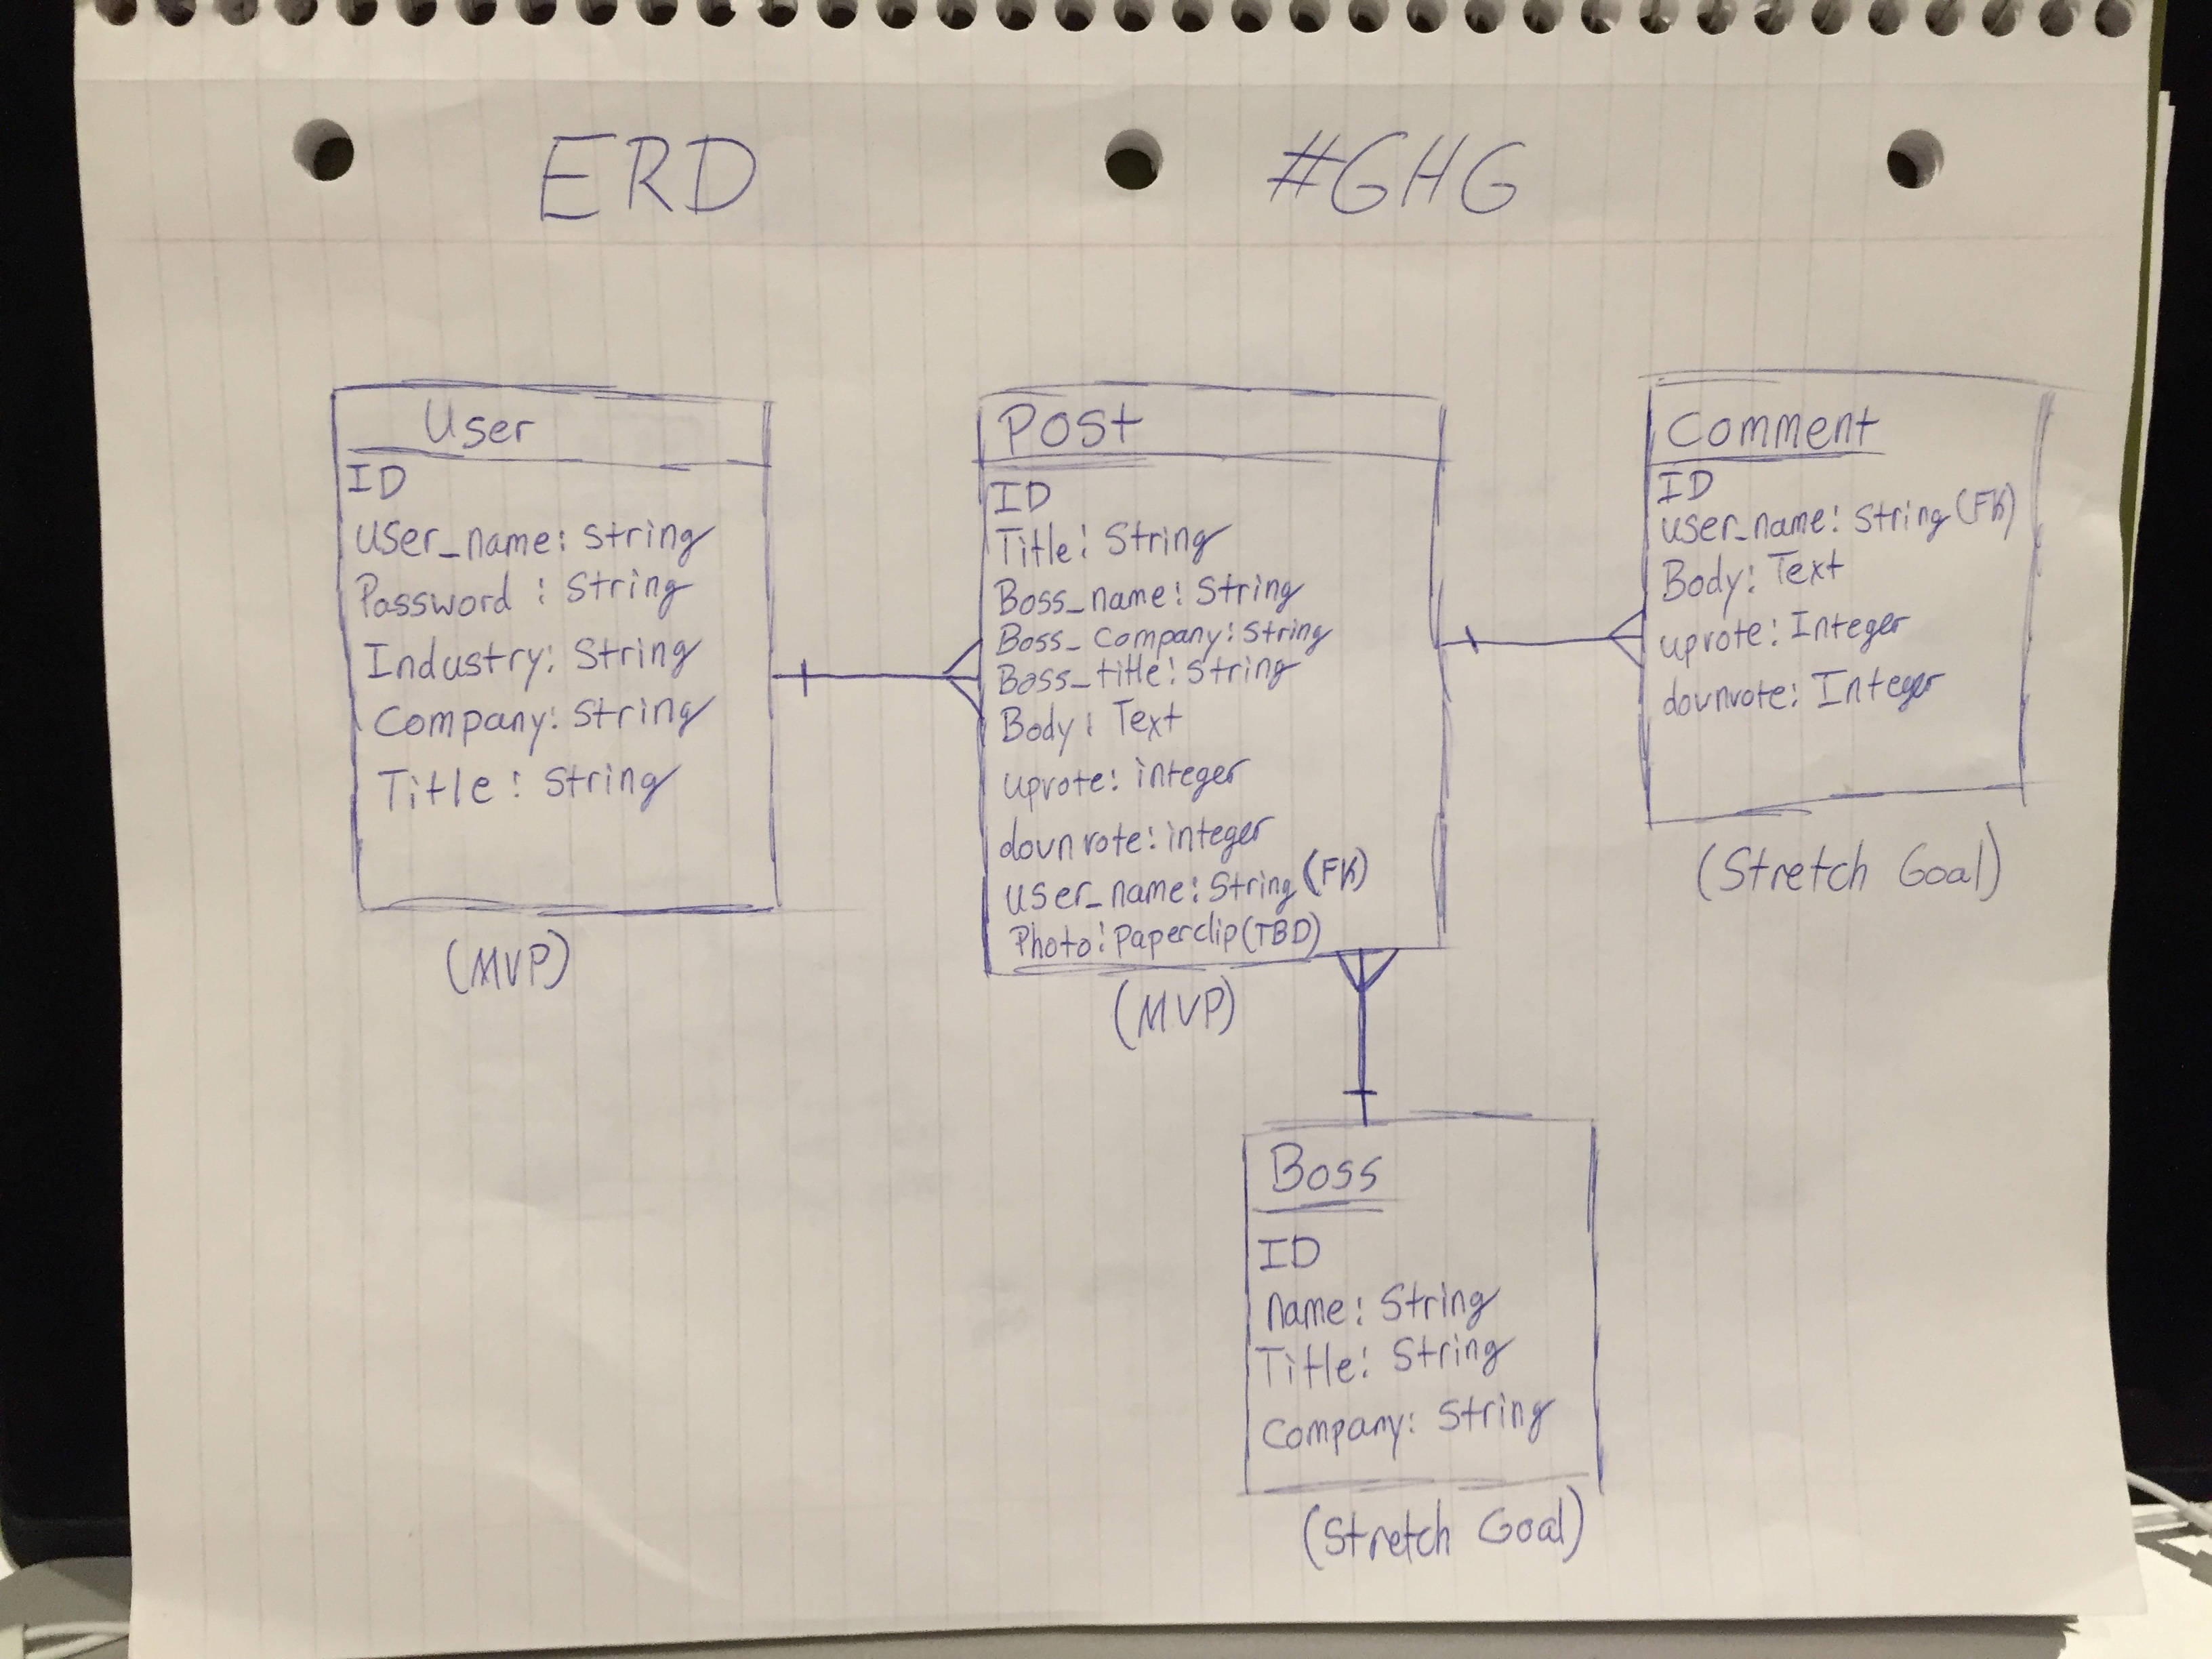 ERD #GHG
User
ID
user_name: String
Password: String
Industry: String
Company: String
Title: String
(MVP)
Post
ID
Title: String
Boss_name: String
Boss_company: String
Boss_title: String
Body: Text
upvote: integer
downvote: integer
user_name: String (FK)
Photo: Paperclip (TBD)
(MVP)
Comment
ID
user_name: String (FK)
Body: Text
upvote: Integer
downvote: Integer
(Stretch Goal)
Boss
ID
name: String
Title: String
Company: String
(Stretch Goal)